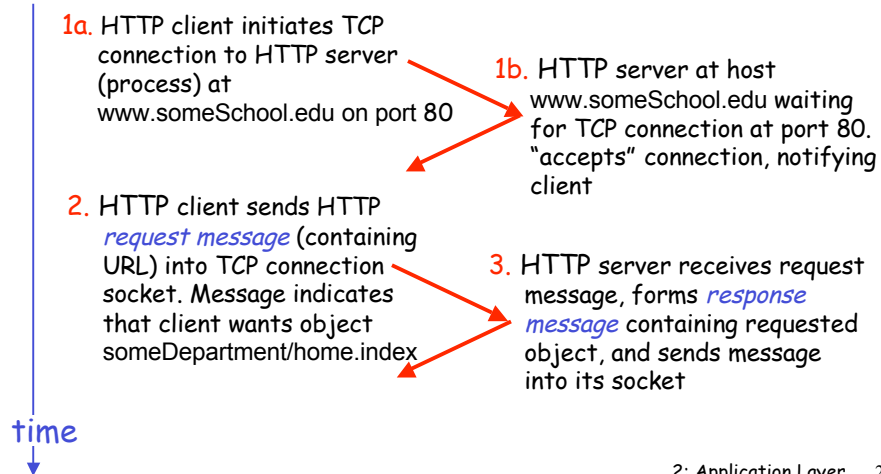 1a. HTTP client initiates TCP
connection to HTTP server
(process) at
www.someSchool.edu on port 80
1b. HTTP server at host
www.someSchool.edu waiting
for TCP connection at port 80.
“accepts” connection, notifying
client
2. HTTP client sends HTTP
request message (containing
URL) into TCP connection
socket. Message indicates
that client wants object
someDepartment/home.index
3. HTTP server receives request
message, forms response
message containing requested
object, and sends message
into its socket
time
2: Application Layer